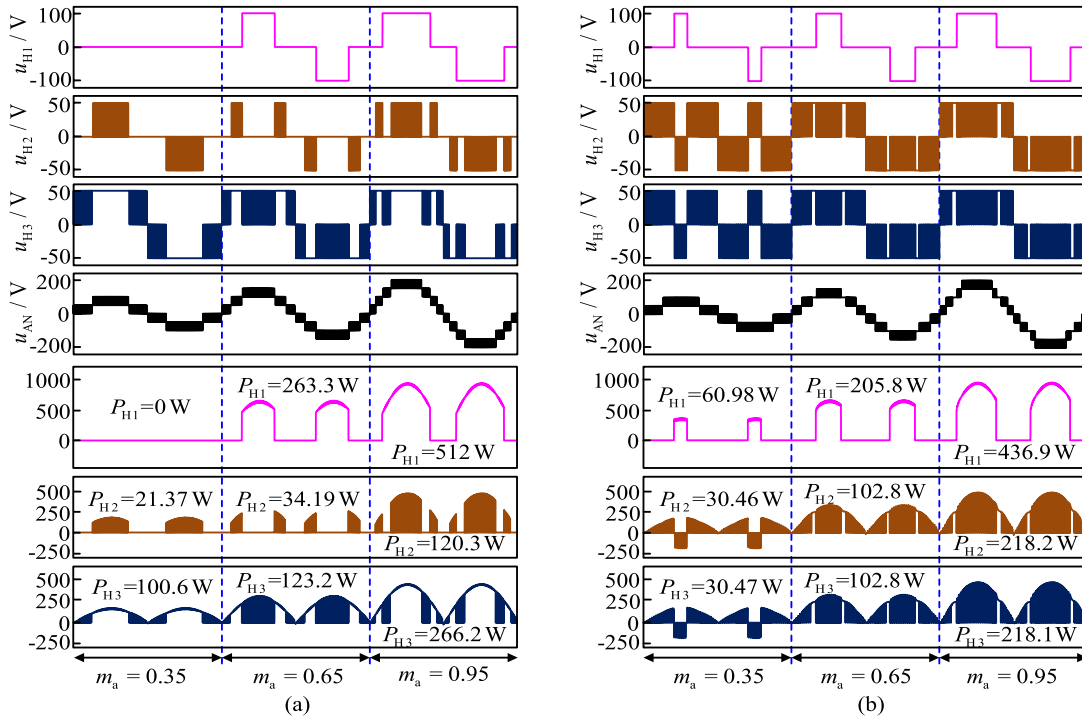 u_H1 / V
100
0
-100
u_H2 / V
50
0
-50
u_H3 / V
50
0
-50
u_AN / V
200
0
-200
1000
500
0
P_H1=0 W
P_H1=263.3 W
P_H1=512 W
500
250
0
-250
P_H2=21.37 W
P_H2=34.19 W
P_H2=120.3 W
500
250
0
-250
P_H3=100.6 W
P_H3=123.2 W
P_H3=266.2 W
m_a = 0.35
m_a = 0.65
m_a = 0.95
(a)
u_H1 / V
100
0
-100
u_H2 / V
50
0
-50
u_H3 / V
50
0
-50
u_AN / V
200
0
-200
1000
500
0
P_H1=60.98 W
P_H1=205.8 W
P_H1=436.9 W
500
250
0
-250
P_H2=30.46 W
P_H2=102.8 W
P_H2=218.2 W
500
250
0
-250
P_H3=30.47 W
P_H3=102.8 W
P_H3=218.1 W
m_a = 0.35
m_a = 0.65
m_a = 0.95
(b)